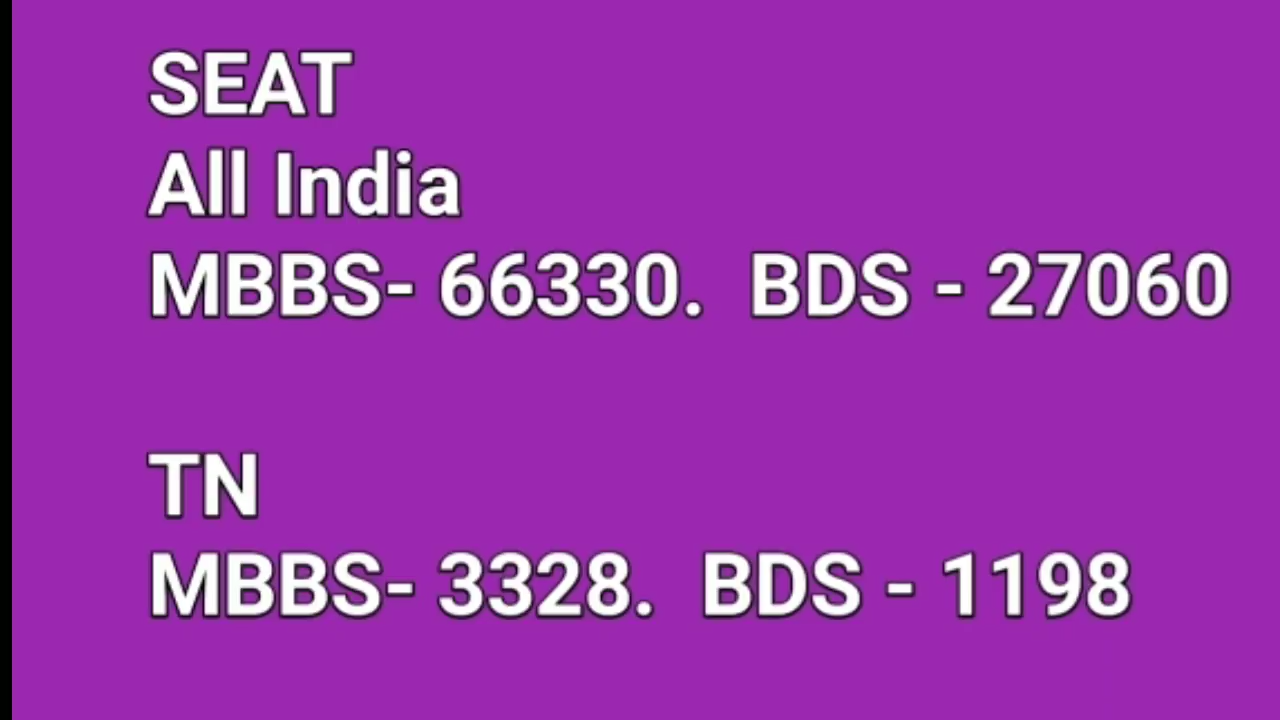 SEAT
All India
MBBS- 66330.  BDS - 27060
TN
MBBS- 3328.  BDS - 1198